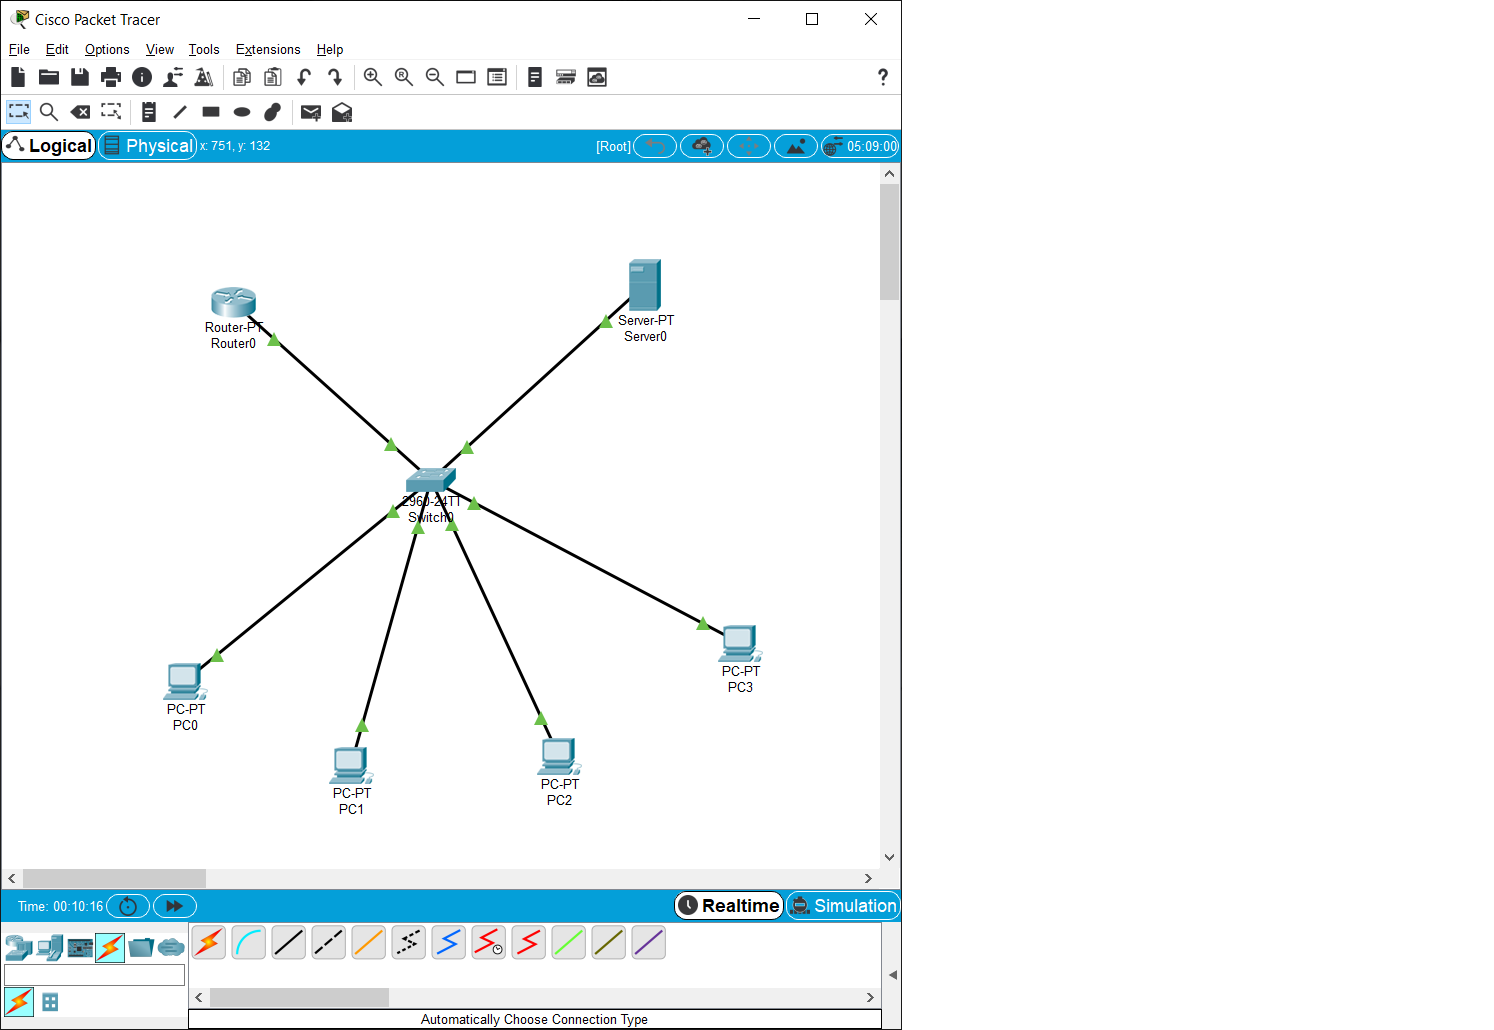 Cisco Packet Tracer
File Edit Options View Tools Extensions Help
?
Logical Physical x: 751, y: 132 [Root] 05:09:00
Server-PT
Server0
Router-PT
Router0
2960-24TT
Switch0
PC-PT
PC3
PC-PT
PC0
PC-PT
PC2
PC-PT
PC1
Time: 00:10:16 Realtime Simulation
Automatically Choose Connection Type